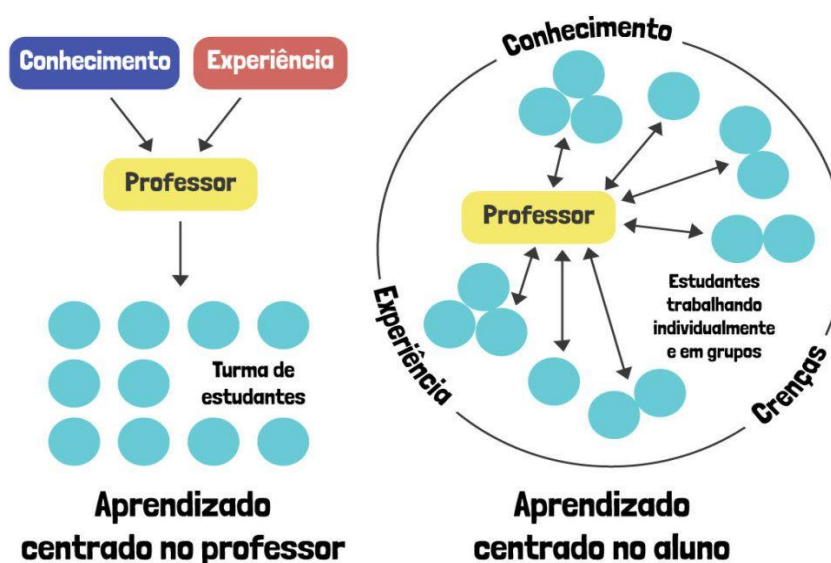 Conhecimento
Experiência
Professor
Turma de
estudantes
Aprendizado
centrado no professor
Conhecimento
Professor
Experiência
Estudantes
trabalhando
individualmente
e em grupos
Crenças
Aprendizado
centrado no aluno